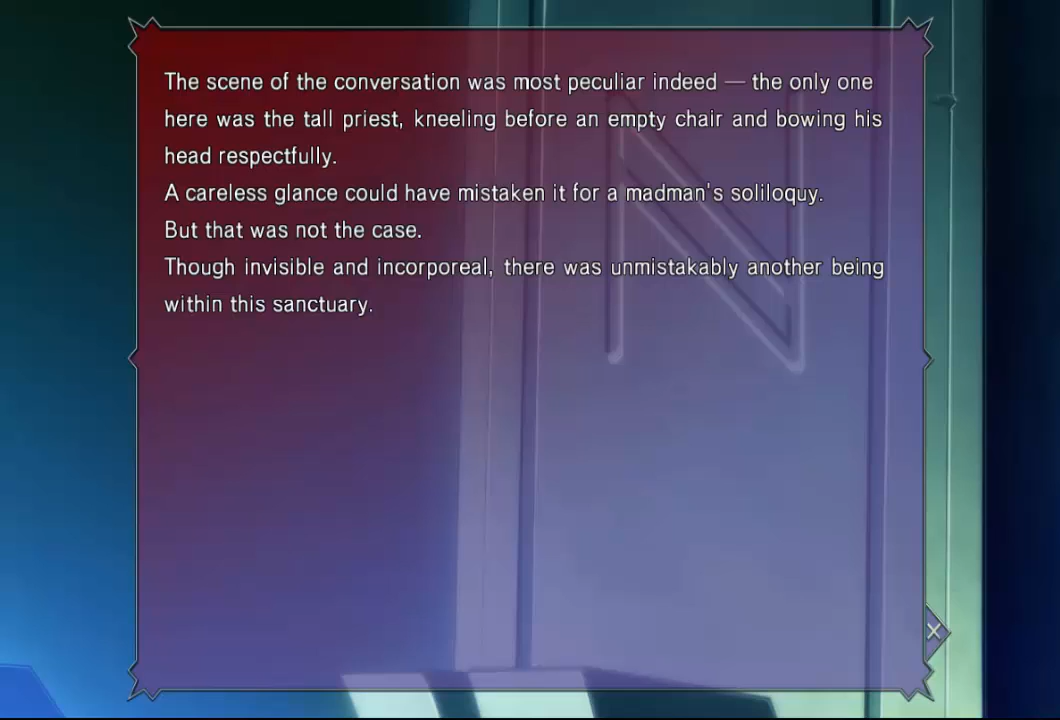 The scene of the conversation was most peculiar indeed — the only one
here was the tall priest, kneeling before an empty chair and bowing his
head respectfully.
A careless glance could have mistaken it for a madman's soliloquy.
But that was not the case.
Though invisible and incorporeal, there was unmistakably another being
within this sanctuary.